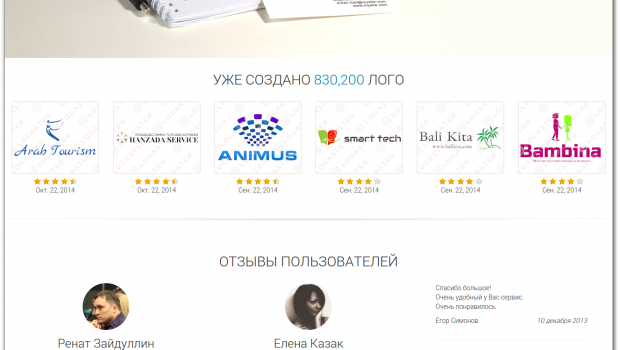 УЖЕ СОЗДАНО 830,200 ЛОГО
Arab Tourism
HANZADA SERVICE
ANIMUS
smart tech
Bali Kita
www.balikita.com
Bambina
Окт. 22, 2014
Окт. 22, 2014
Сен. 22, 2014
Сен. 22, 2014
Сен. 22, 2014
Сен. 22, 2014
ОТЗЫВЫ ПОЛЬЗОВАТЕЛЕЙ
Спасибо большое!
Очень удобный у Вас сервис.
Очень понравилось.
Егор Симонов 10 декабря 2013
Ренат Зайдуллин
Елена Казак